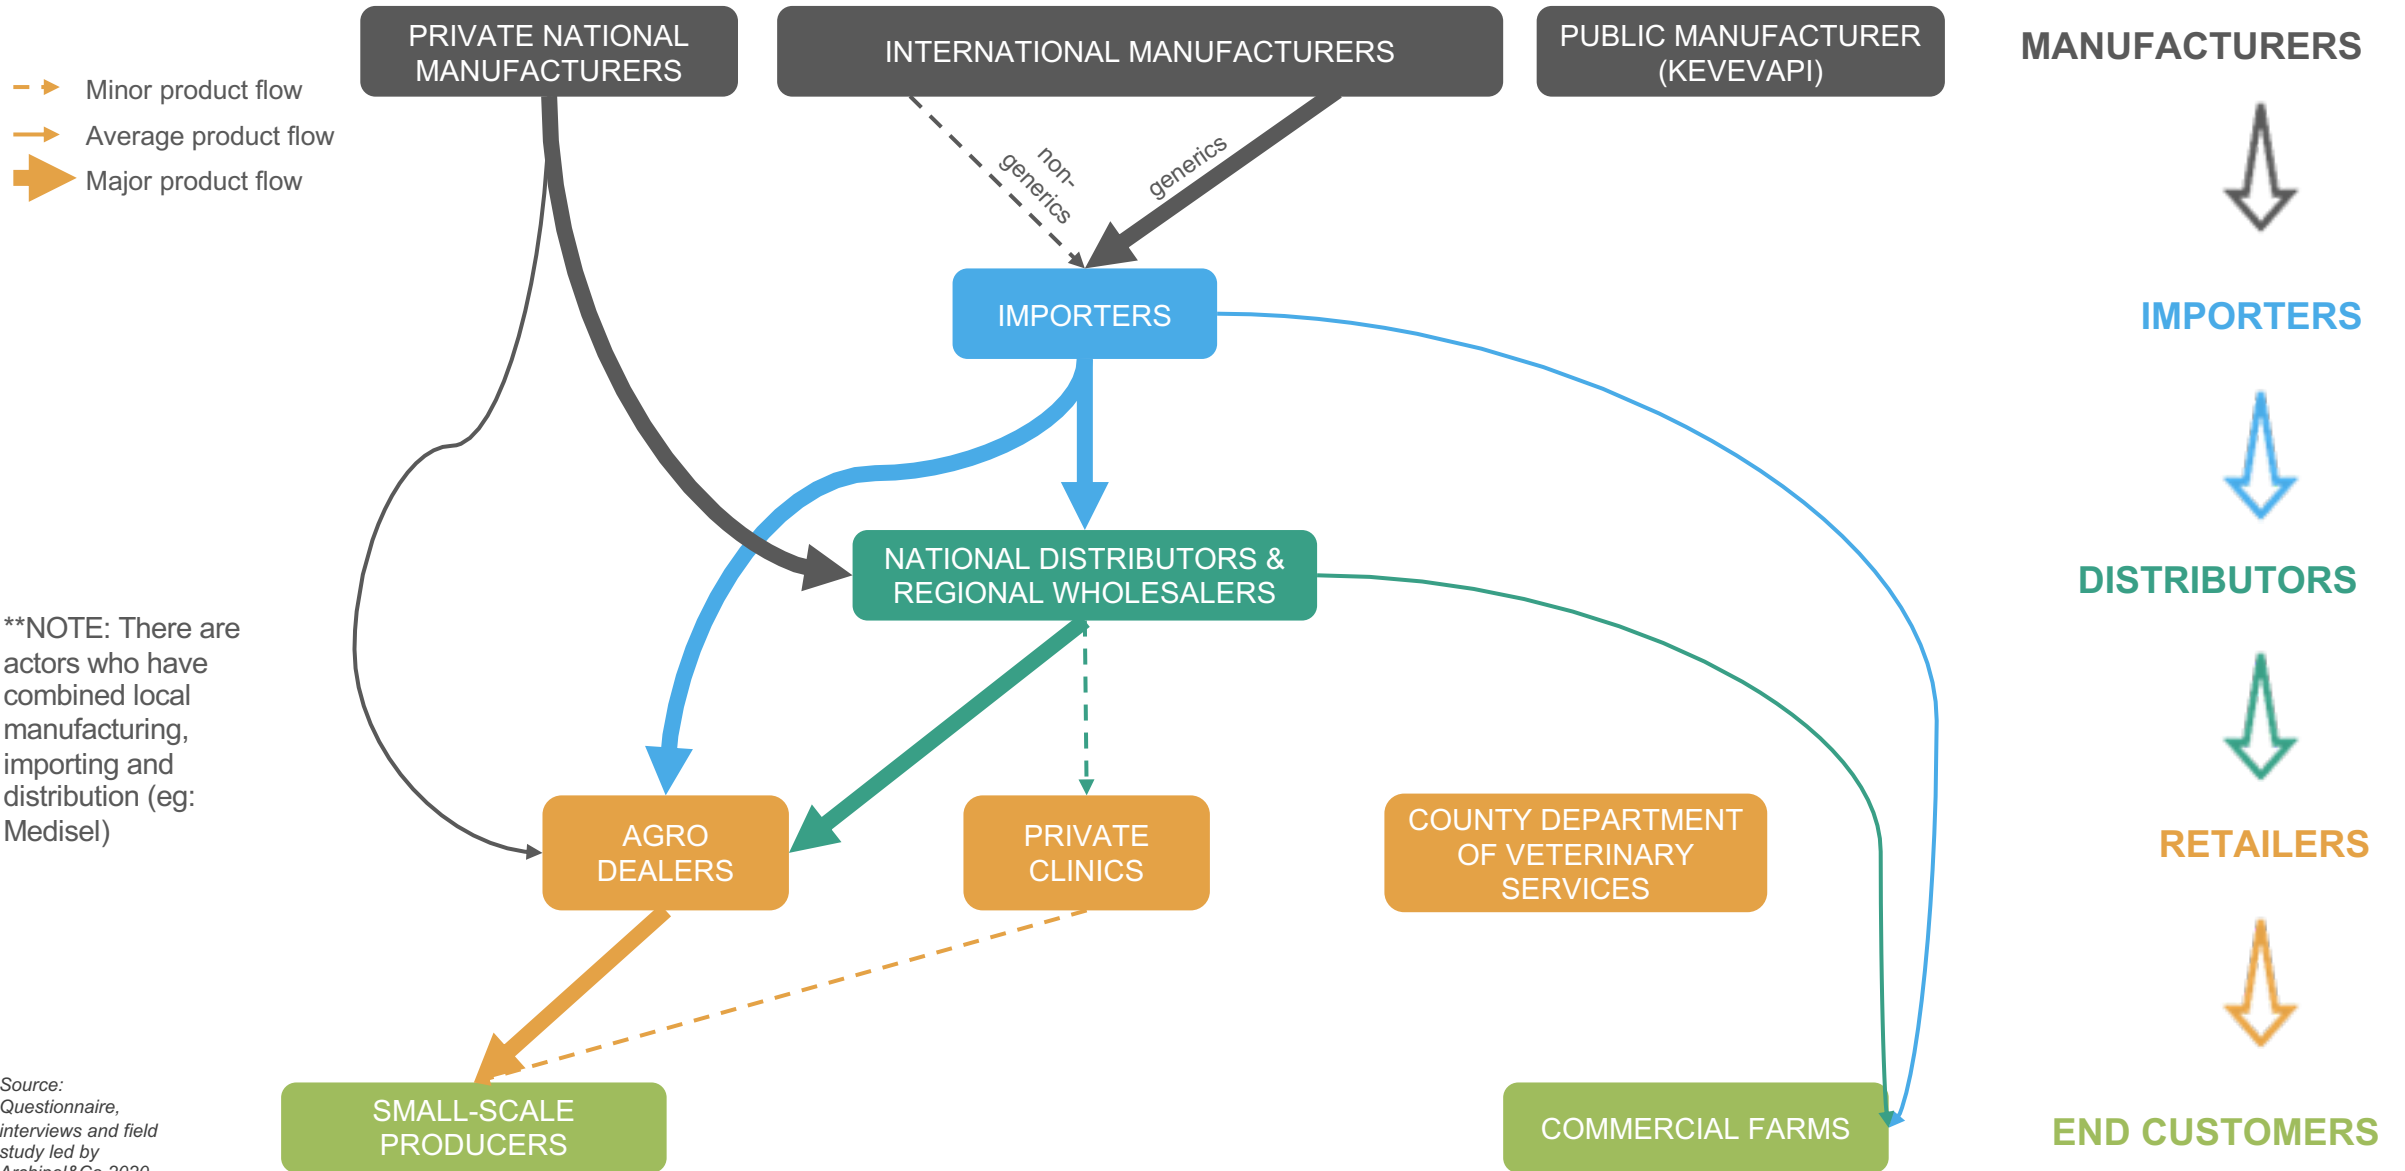 PRIVATE NATIONAL
MANUFACTURERS
INTERNATIONAL MANUFACTURERS
PUBLIC MANUFACTURER
(KEVEVAPI)
MANUFACTURERS
Minor product flow
Average product flow
Major product flow
non-
generics
generics
IMPORTERS
IMPORTERS
NATIONAL DISTRIBUTORS &
REGIONAL WHOLESALERS
DISTRIBUTORS
**NOTE: There are
actors who have
combined local
manufacturing,
importing and
distribution (eg:
Medisel)
AGRO
DEALERS
PRIVATE
CLINICS
COUNTY DEPARTMENT
OF VETERINARY
SERVICES
RETAILERS
SMALL-SCALE
PRODUCERS
COMMERCIAL FARMS
END CUSTOMERS
Source:
Questionnaire,
interviews and field
study led by
Archipel&Co 2020